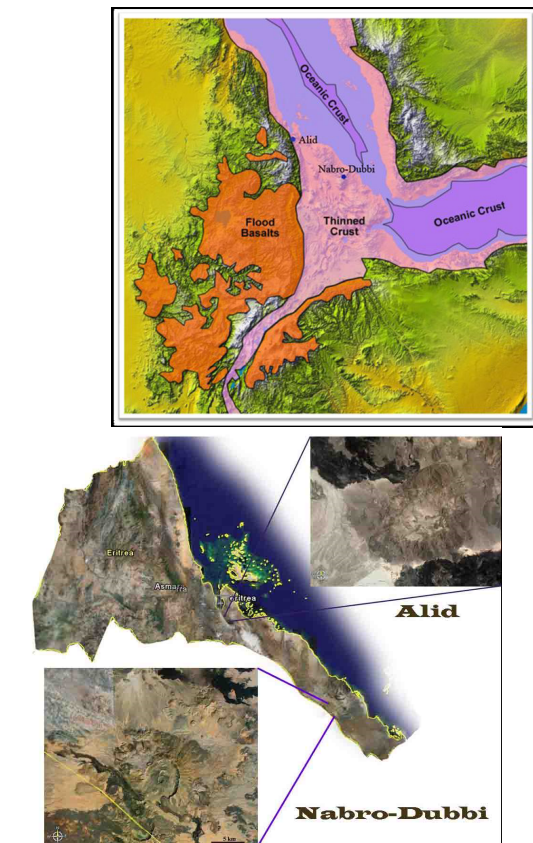 Oceanic Crust
Alid
Nabro-Dubbi
Flood
Basalts
Thinned
Crust
Oceanic Crust
Eritrea
Asmara
Eritrea
Alid
5 km
Nabro-Dubbi